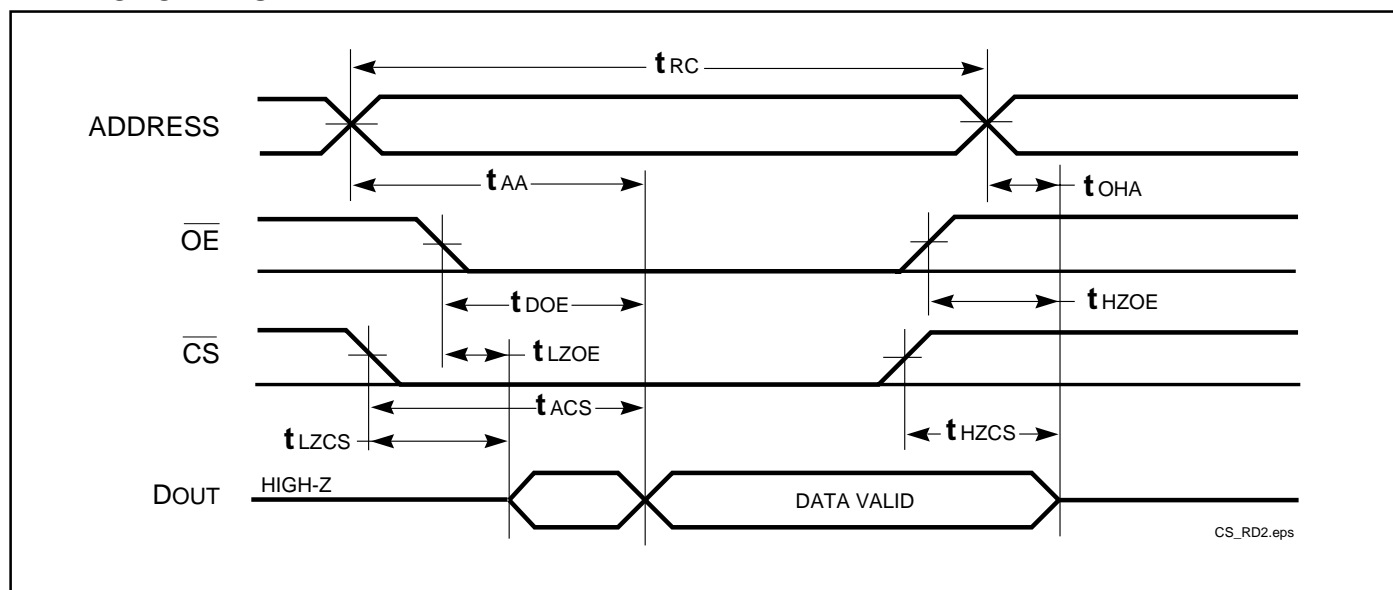 tRC
ADDRESS
tAA
tOHA
OE
tDOE
tHZOE
CS
tLZOE
tACS
tLZCS
tHZCS
DOUT
HIGH-Z
DATA VALID
CS_RD2.eps